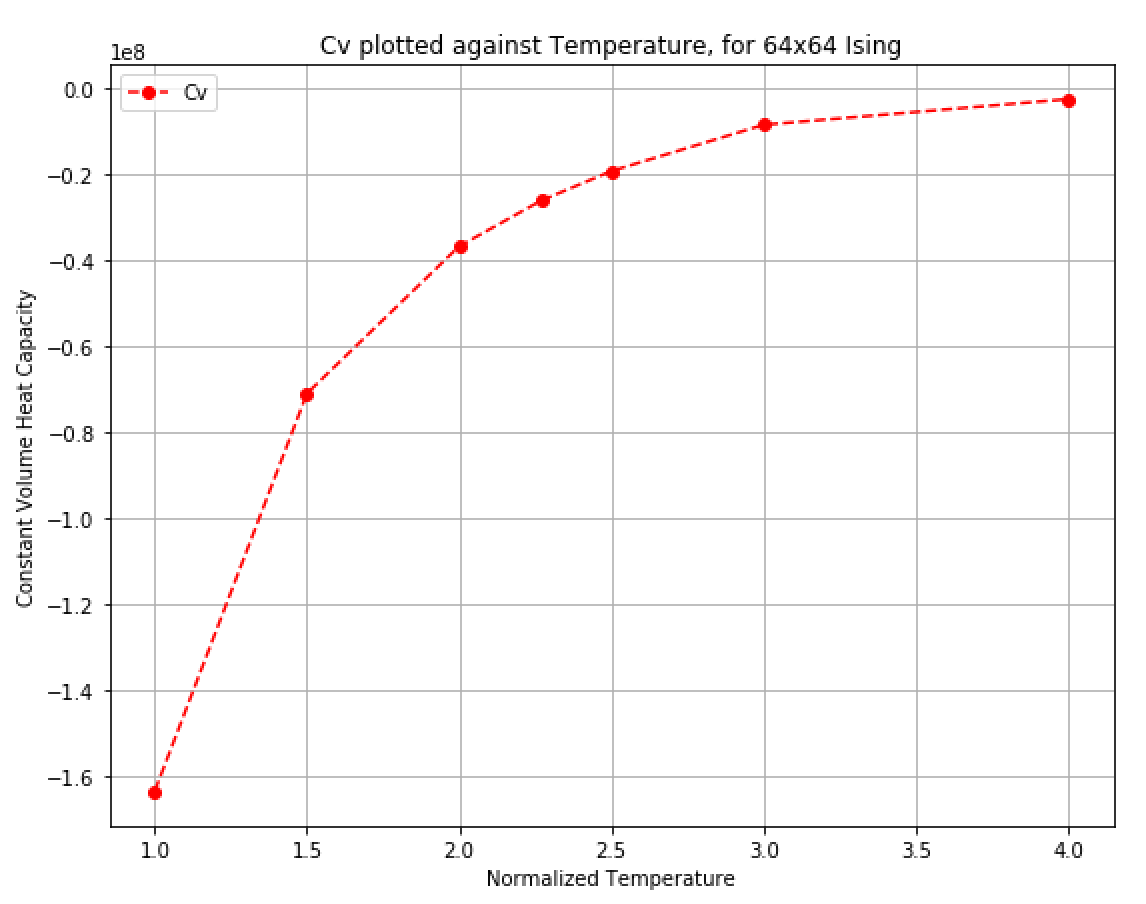 Cv plotted against Temperature, for 64x64 Ising
1e8
Cv
0.0
−0.2
−0.4
−0.6
−0.8
−1.0
−1.2
−1.4
−1.6
Constant Volume Heat Capacity
1.0 1.5 2.0 2.5 3.0 3.5 4.0
Normalized Temperature